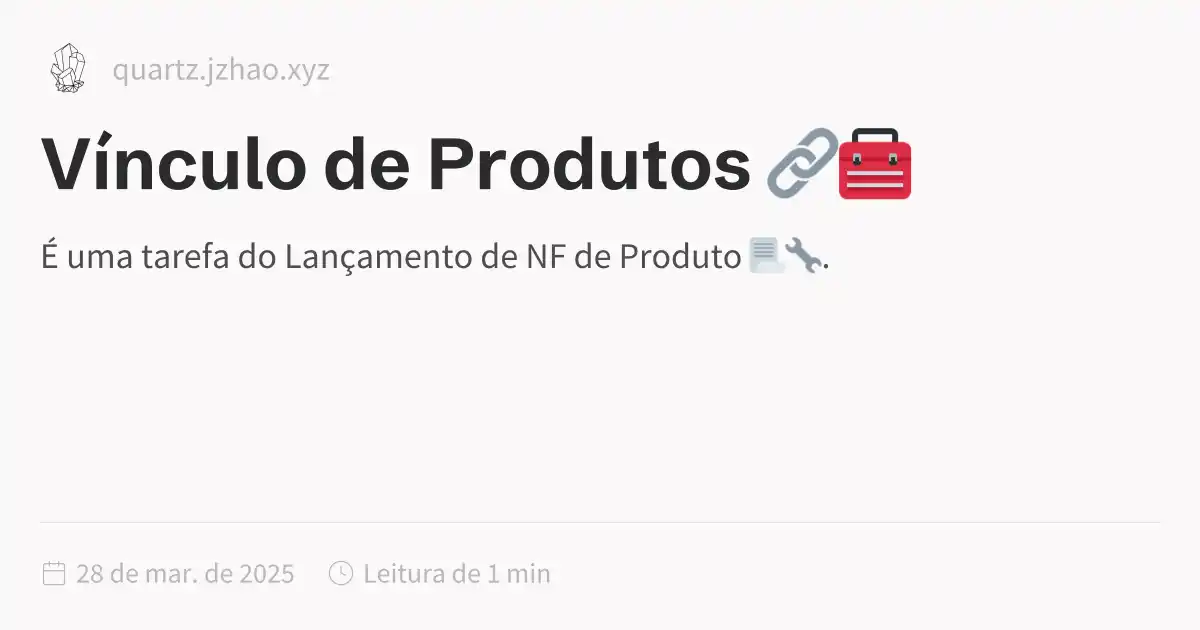 quartz.jzhao.xyz
Vínculo de Produtos 🔗🧰
É uma tarefa do Lançamento de NF de Produto 📃🔧.
28 de mar. de 2025 Leitura de 1 min